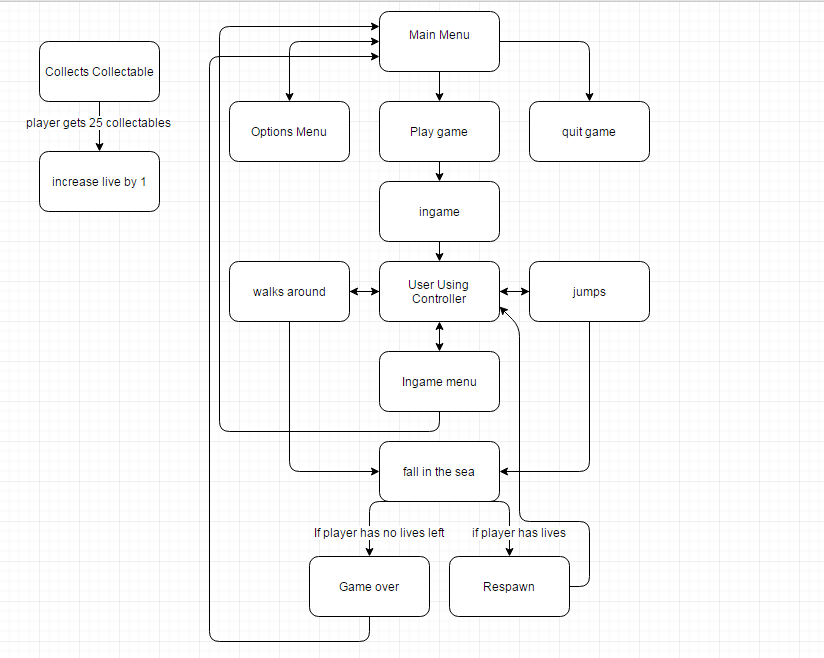 Main Menu
Collects Collectable
player gets 25 collectables
increase live by 1
Options Menu
Play game
quit game
ingame
walks around
User Using
Controller
jumps
Ingame menu
fall in the sea
If player has no lives left
if player has lives
Game over
Respawn